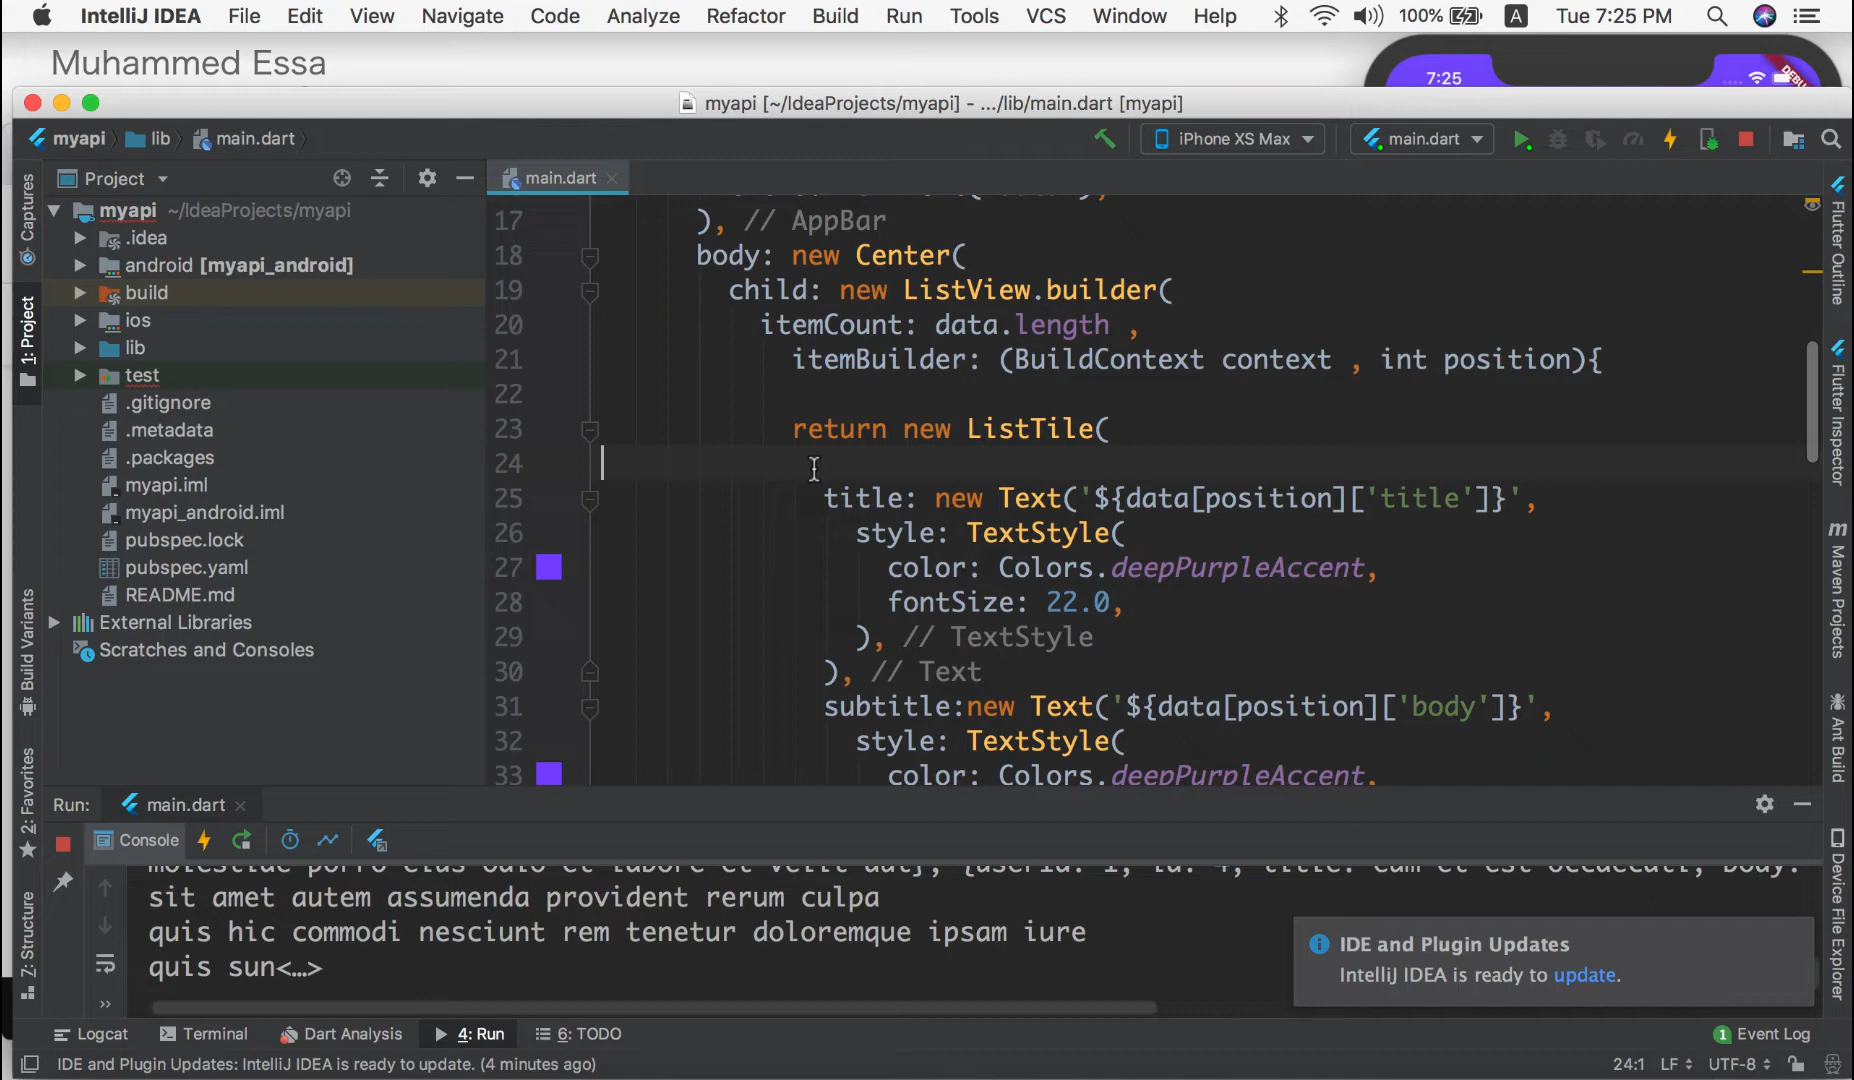 IntelliJ IDEA File Edit View Navigate Code Analyze Refactor Build Run Tools VCS Window Help 100% A Tue 7:25 PM
Muhammed Essa
7:25
myapi [~/IdeaProjects/myapi] - .../lib/main.dart [myapi]
myapi lib main.dart iPhone XS Max main.dart
Project
main.dart
myapi ~/IdeaProjects/myapi
.idea
android [myapi_android]
build
ios
lib
test
.gitignore
.metadata
.packages
myapi.iml
myapi_android.iml
pubspec.lock
pubspec.yaml
README.md
External Libraries
Scratches and Consoles
Captures
1: Project
Build Variants
2: Favorites
7: Structure
17 ), // AppBar
18 body: new Center(
19 child: new ListView.builder(
20 itemCount: data.length ,
21 itemBuilder: (BuildContext context , int position){
22
23 return new ListTile(
24
25 title: new Text('${data[position]['title']}',
26 style: TextStyle(
27 color: Colors.deepPurpleAccent,
28 fontSize: 22.0,
29 ), // TextStyle
30 ), // Text
31 subtitle:new Text('${data[position]['body']}',
32 style: TextStyle(
33 color: Colors.deepPurpleAccent,
Flutter Outline
Flutter Inspector
m Maven Projects
Ant Build
Device File Explorer
Run: main.dart
Console
sit amet autem assumenda provident rerum culpa
quis hic commodi nesciunt rem tenetur doloremque ipsam iure
quis sun<…>
IDE and Plugin Updates
IntelliJ IDEA is ready to update.
Logcat Terminal Dart Analysis 4: Run 6: TODO 1 Event Log
IDE and Plugin Updates: IntelliJ IDEA is ready to update. (4 minutes ago) 24:1 LF UTF-8